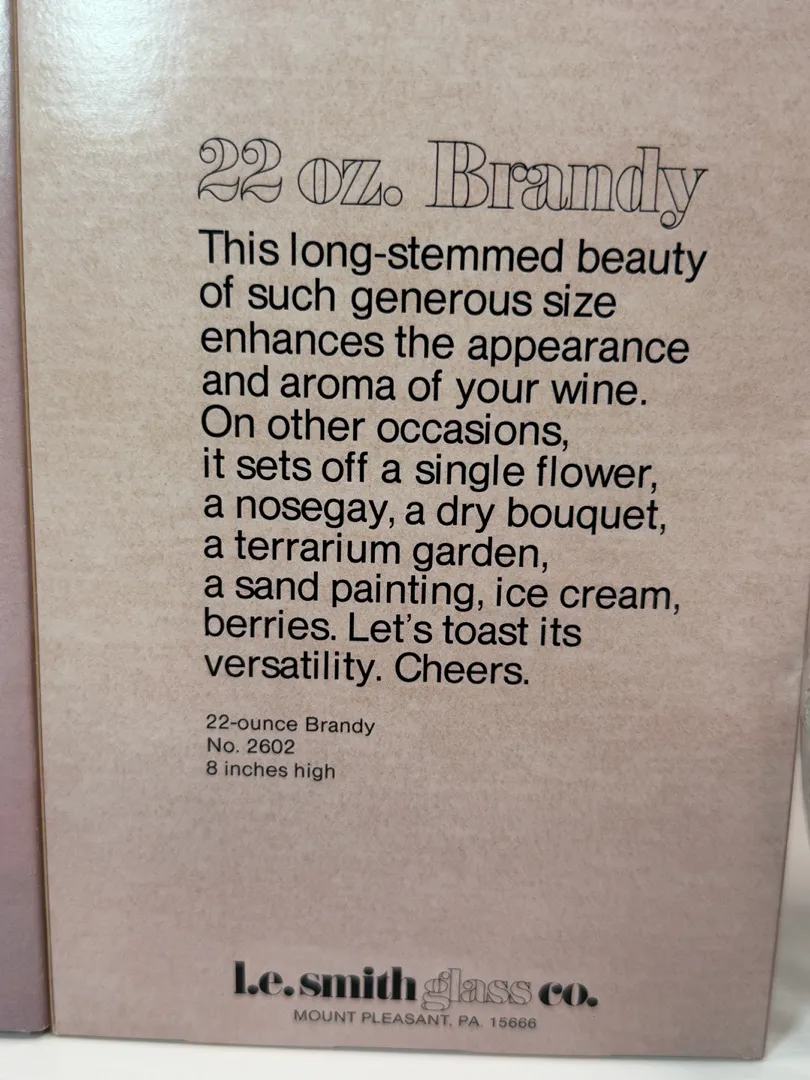 22 oz. Brandy
This long-stemmed beauty
of such generous size
enhances the appearance
and aroma of your wine.
On other occasions,
it sets off a single flower,
a nosegay, a dry bouquet,
a terrarium garden,
a sand painting, ice cream,
berries. Let's toast its
versatility. Cheers.
22-ounce Brandy
No. 2602
8 inches high
l.e. smith glass co.
MOUNT PLEASANT, PA. 15666